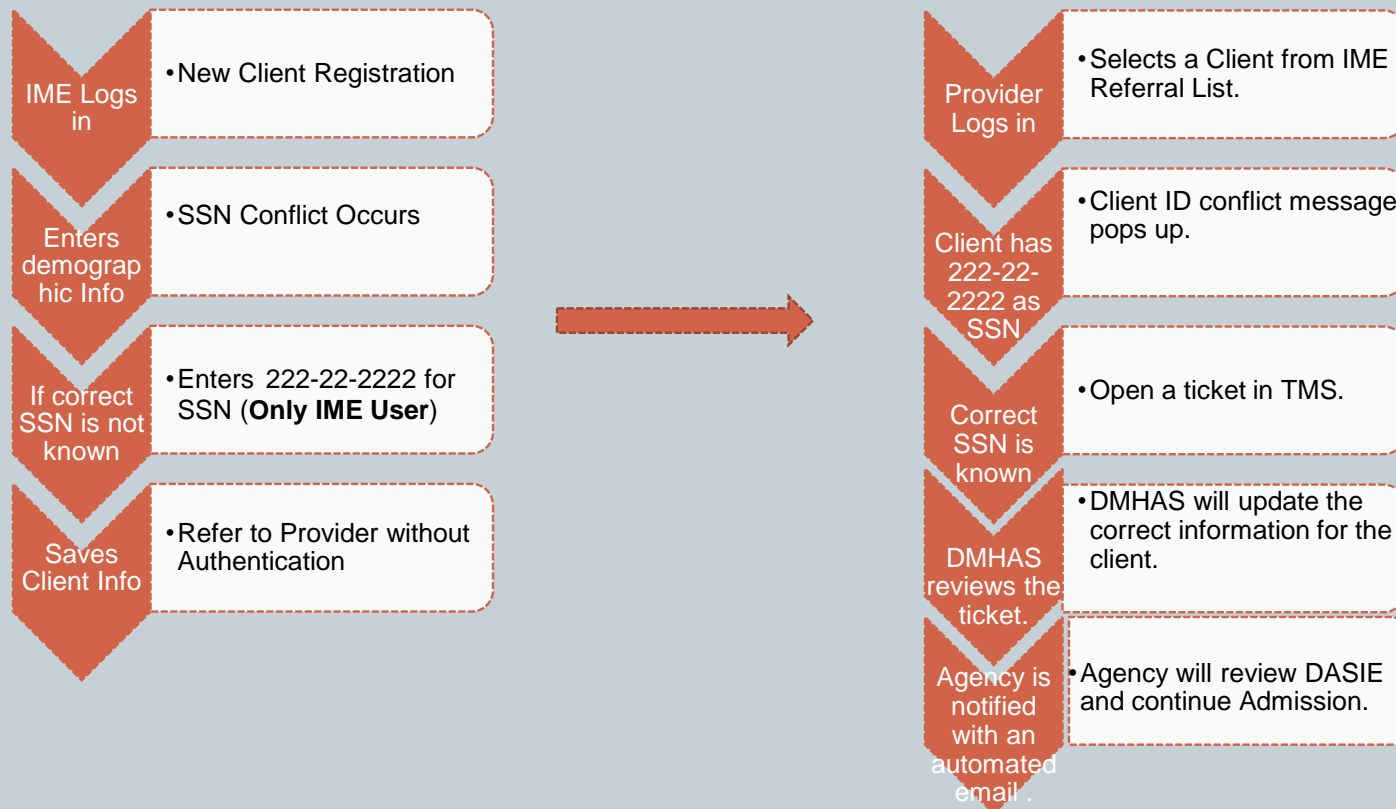 IME Logs
in
•New Client Registration
Enters
demograp
hic Info
•SSN Conflict Occurs
If correct
SSN is not
known
•Enters 222-22-2222 for
SSN (Only IME User)
Saves
Client Info
•Refer to Provider without
Authentication
Provider
Logs in
•Selects a Client from IME
Referral List.
Client has
222-22-
2222 as
SSN
•Client ID conflict message
pops up.
Correct
SSN is
known
•Open a ticket in TMS.
DMHAS
reviews the
ticket.
•DMHAS will update the
correct information for the
client.
Agency is
notified
with an
automated
email .
•Agency will review DASIE
and continue Admission.